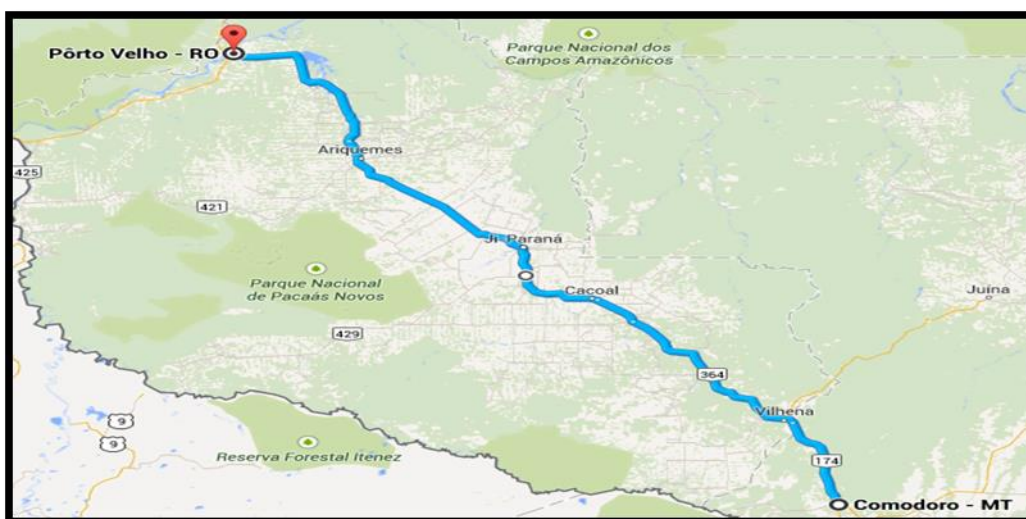 Pôrto Velho - RO
Parque Nacional dos
Campos Amazônicos
Ariquemes
425
421
Ji-Paraná
Parque Nacional
de Pacaás Novos
Cacoal
Juína
429
364
Vilhena
9
9
Reserva Forestal Itenez
174
Comodoro - MT